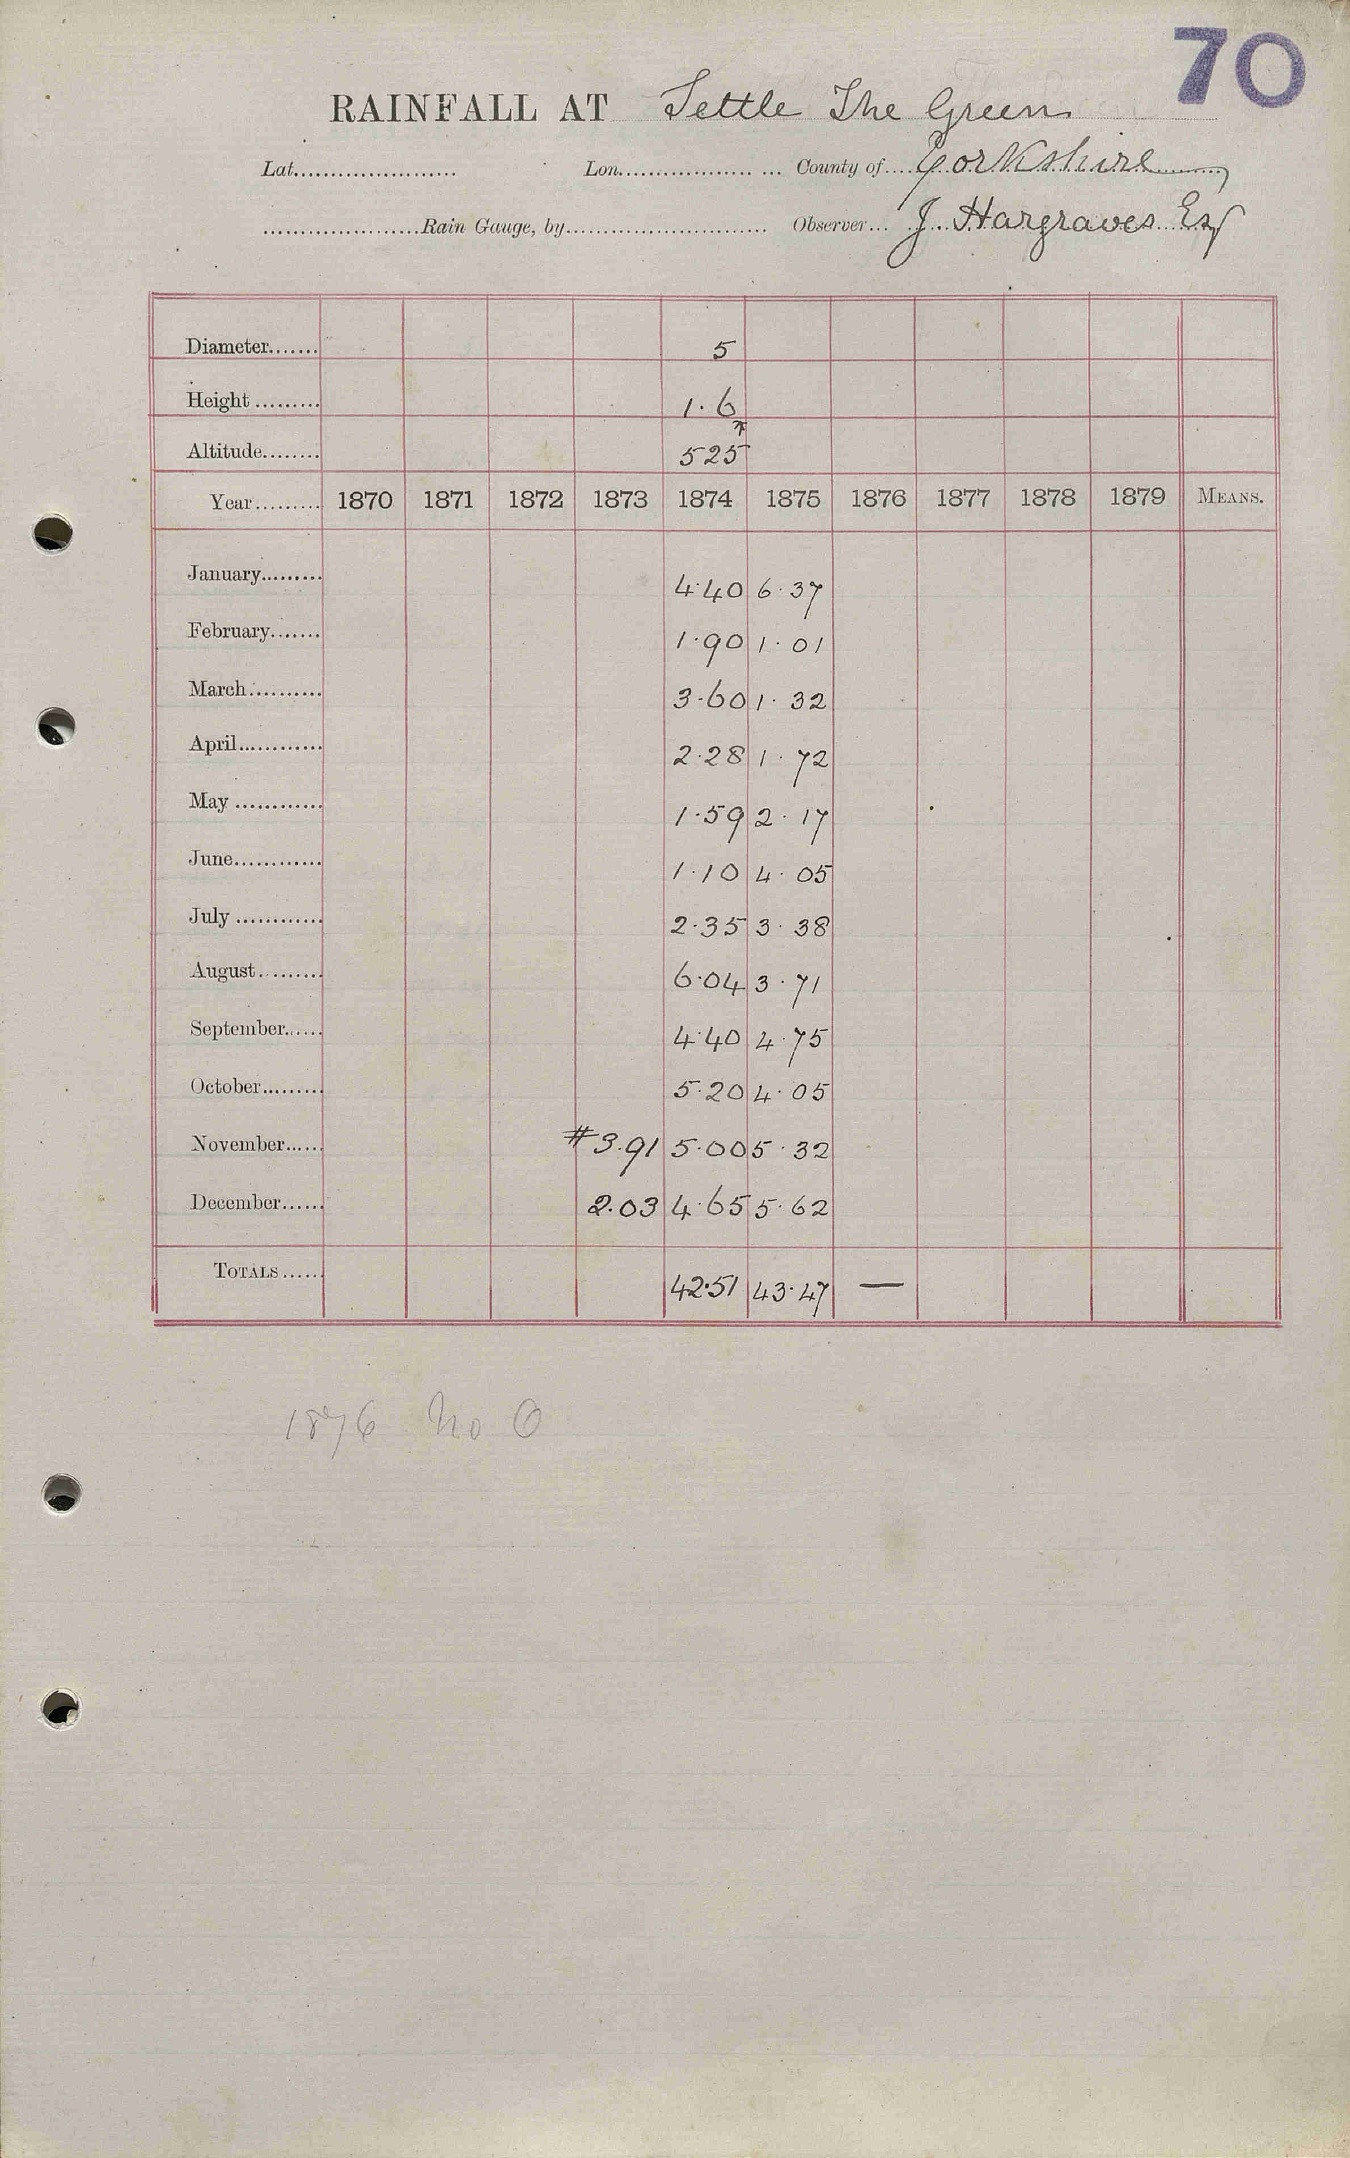 70
RAINFALL AT Settle The Green
Lat..................... Lon.................. ... County of.... Yorkshire
.....................Rain Gauge, by........................... Observer... J. Hargraves Esq
Diameter....... 5
Height ......... 1.6
Altitude........ 525
Year......... 1870 1871 1872 1873 1874 1875 1876 1877 1878 1879 MEANS.
January......... 4.40 6.37
February....... 1.90 1.01
March.......... 3.60 1.32
April............ 2.28 1.72
May ............ 1.59 2.17
June............ 1.10 4.05
July ............ 2.35 3.38
August......... 6.04 3.71
September...... 4.40 4.75
October......... 5.20 4.05
November...... #3.91 5.00 5.32
December...... 2.03 4.65 5.62
TOTALS...... 42.51 43.47 —
1876 No O